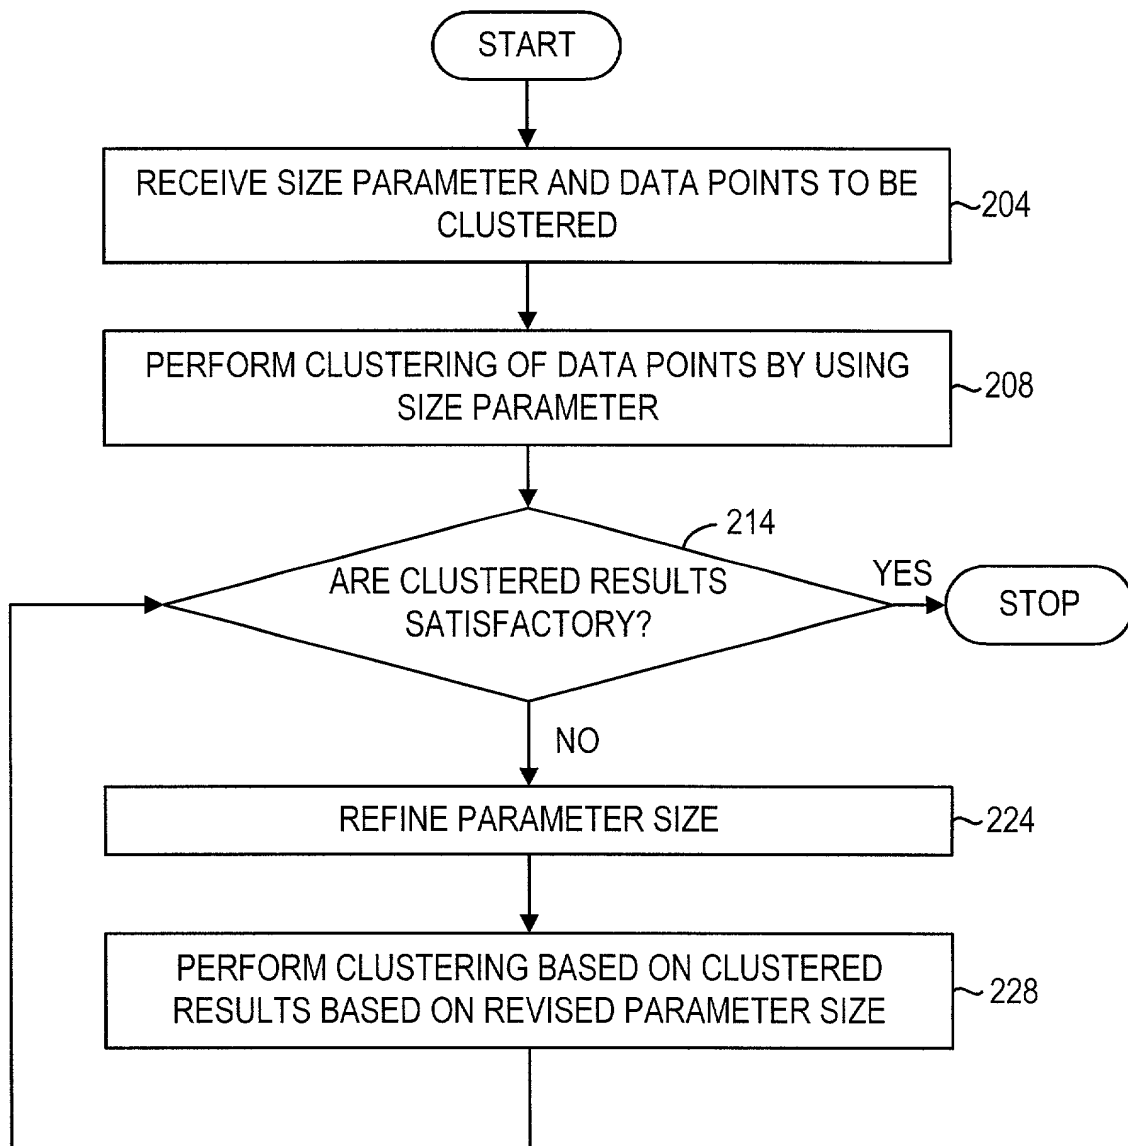 START
RECEIVE SIZE PARAMETER AND DATA POINTS TO BE
CLUSTERED
204
PERFORM CLUSTERING OF DATA POINTS BY USING
SIZE PARAMETER
208
214
ARE CLUSTERED RESULTS
SATISFACTORY?
YES
STOP
NO
REFINE PARAMETER SIZE
224
PERFORM CLUSTERING BASED ON CLUSTERED
RESULTS BASED ON REVISED PARAMETER SIZE
228